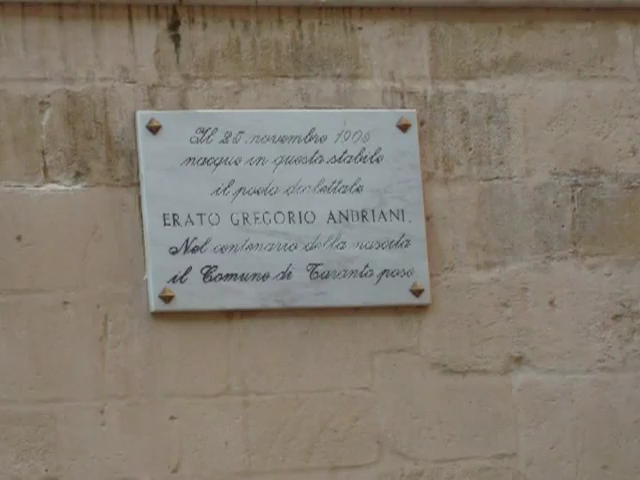 Il 25 novembre 1906
nacque in questo stabile
il poeta dialettale
ERATO GREGORIO ANDRIANI.
Nel centenario della nascita
il Comune di Taranto pose